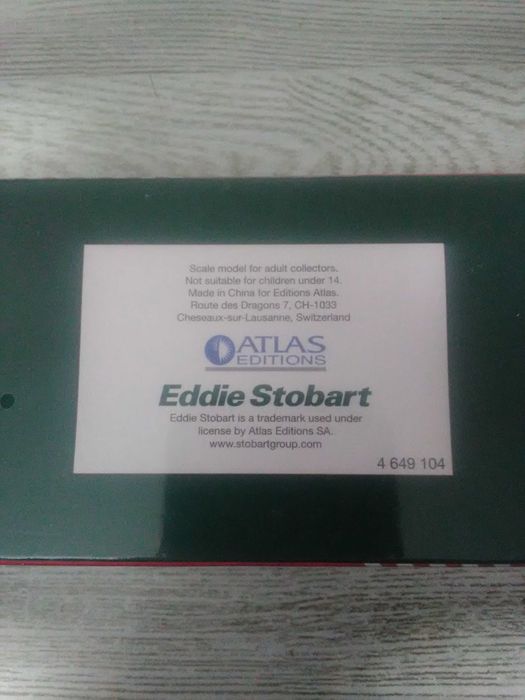 Scale model for adult collectors.
Not suitable for children under 14.
Made in China for Editions Atlas.
Route des Dragons 7, CH-1033
Cheseaux-sur-Lausanne, Switzerland
ATLAS
EDITIONS
Eddie Stobart
Eddie Stobart is a trademark used under
license by Atlas Editions SA.
www.stobartgroup.com
4 649 104